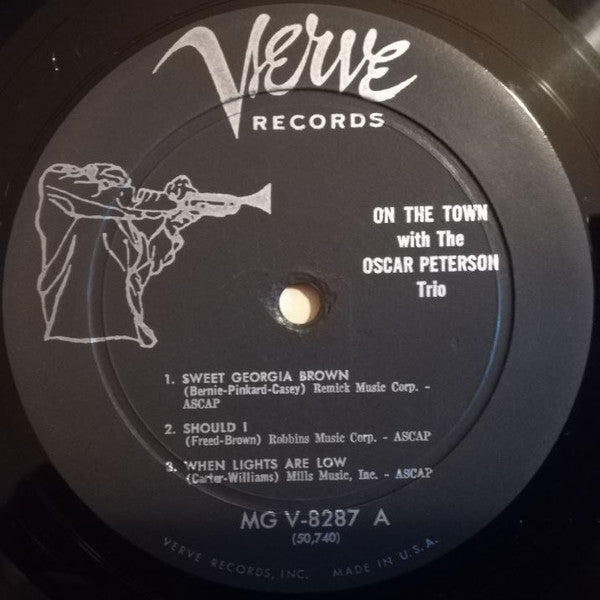 Verve
RECORDS
ON THE TOWN
with The
OSCAR PETERSON
Trio
1. SWEET GEORGIA BROWN
(Bernie-Pinkard-Casey) Remick Music Corp. -
ASCAP
2. SHOULD I
(Freed-Brown) Robbins Music Corp. - ASCAP
3. WHEN LIGHTS ARE LOW
(Carter-Williams) Mills Music, Inc. - ASCAP
MG V-8287 A
(50,740)
VERVE RECORDS, INC. MADE IN U.S.A.